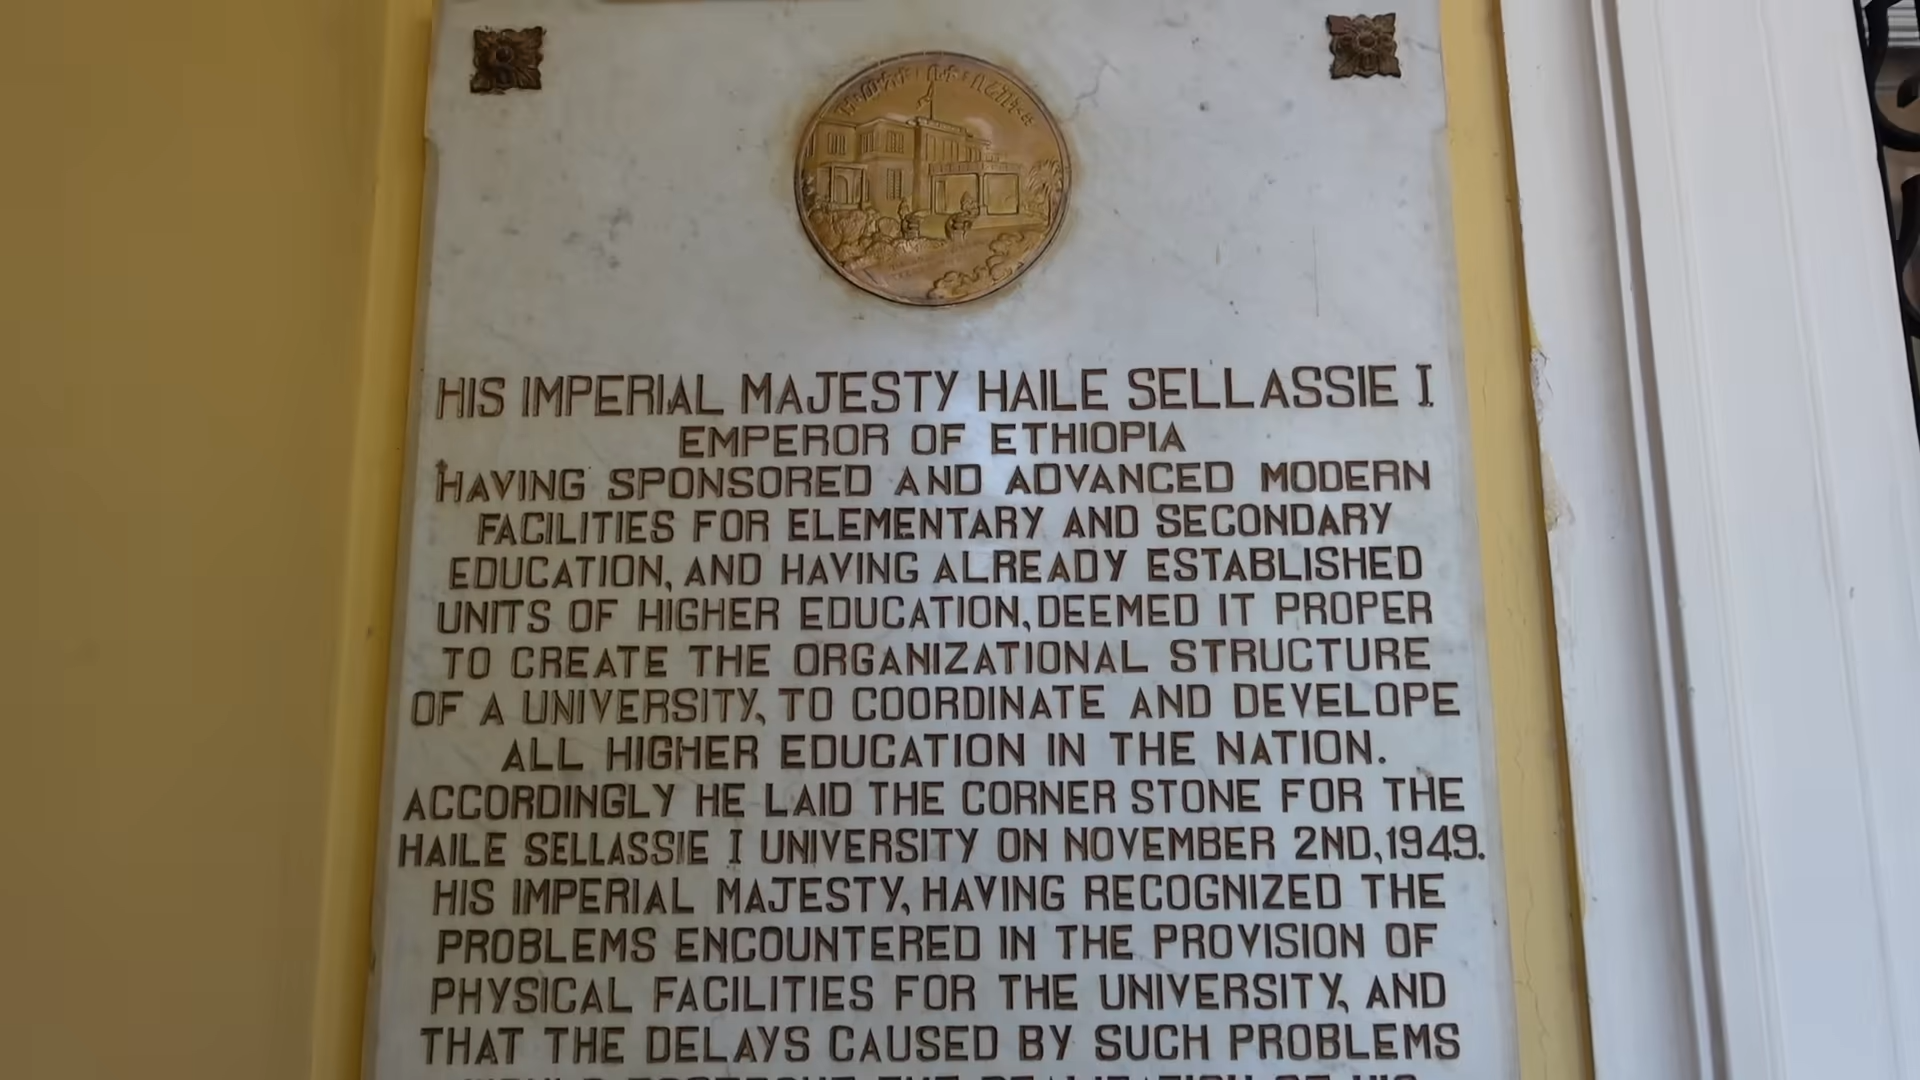 HIS IMPERIAL MAJESTY HAILE SELLASSIE I
EMPEROR OF ETHIOPIA
HAVING SPONSORED AND ADVANCED MODERN
FACILITIES FOR ELEMENTARY AND SECONDARY
EDUCATION, AND HAVING ALREADY ESTABLISHED
UNITS OF HIGHER EDUCATION, DEEMED IT PROPER
TO CREATE THE ORGANIZATIONAL STRUCTURE
OF A UNIVERSITY, TO COORDINATE AND DEVELOPE
ALL HIGHER EDUCATION IN THE NATION.
ACCORDINGLY HE LAID THE CORNER STONE FOR THE
HAILE SELLASSIE I UNIVERSITY ON NOVEMBER 2ND, 1949.
HIS IMPERIAL MAJESTY, HAVING RECOGNIZED THE
PROBLEMS ENCOUNTERED IN THE PROVISION OF
PHYSICAL FACILITIES FOR THE UNIVERSITY, AND
THAT THE DELAYS CAUSED BY SUCH PROBLEMS